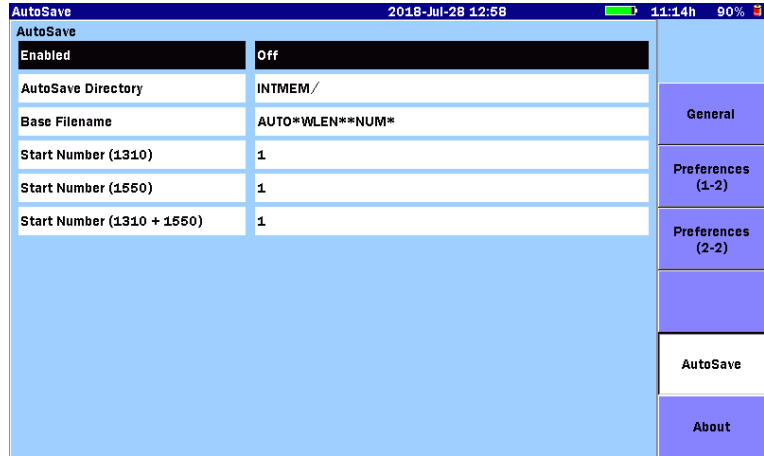 AutoSave 2018-Jul-28 12:58 11:14h 90%
AutoSave
Enabled Off
AutoSave Directory INTMEM/
Base Filename AUTO*WLEN**NUM*
Start Number (1310) 1
Start Number (1550) 1
Start Number (1310 + 1550) 1
General
Preferences
(1-2)
Preferences
(2-2)
AutoSave
About